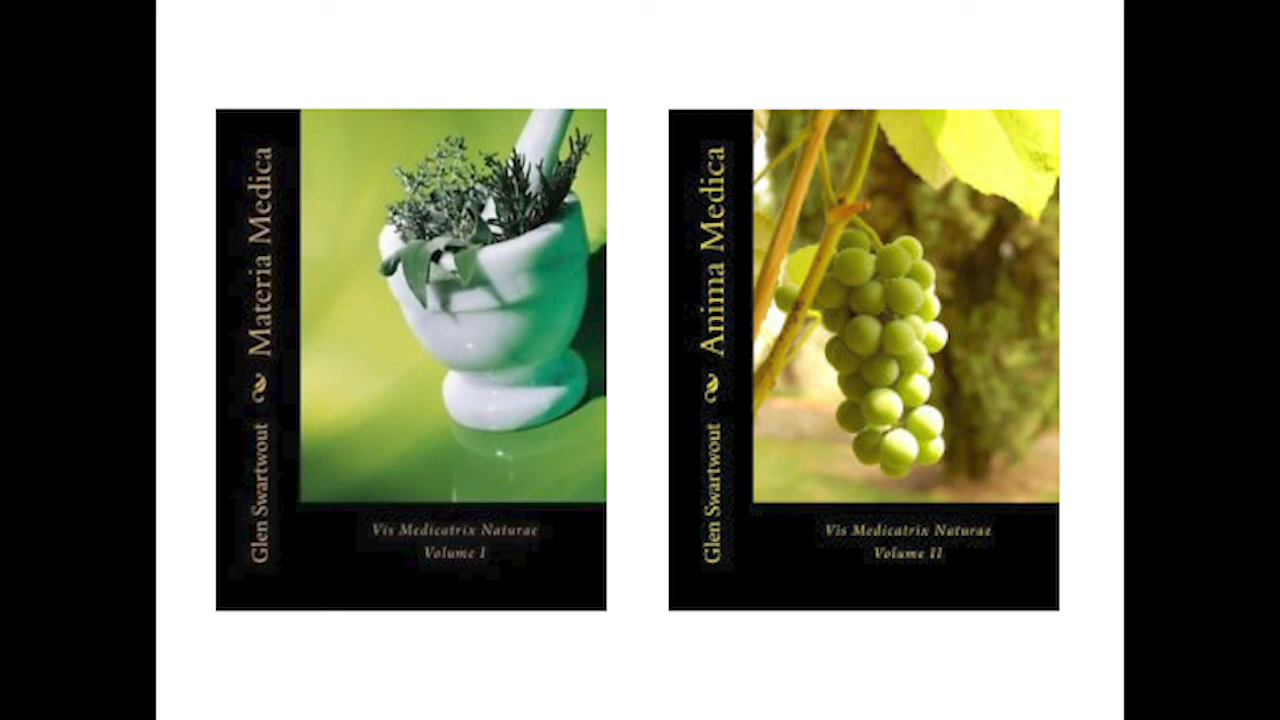 Glen Swartwout ~ Materia Medica
Vis Medicatrix Naturae
Volume I
Glen Swartwout ~ Anima Medica
Vis Medicatrix Naturae
Volume II